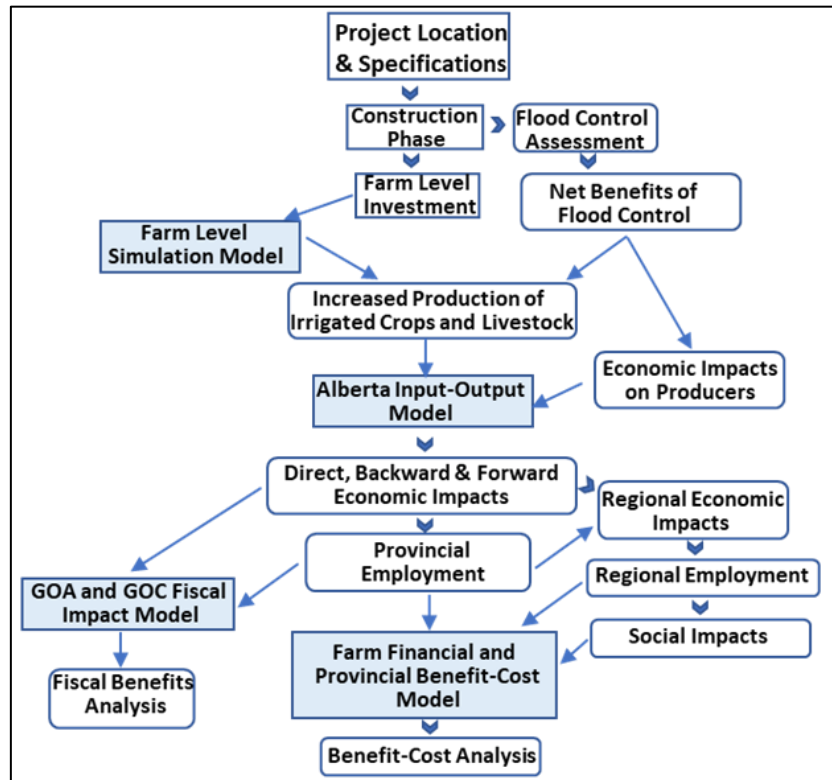 Project Location
& Specifications
Construction
Phase
Flood Control
Assessment
Farm Level
Investment
Net Benefits of
Flood Control
Farm Level
Simulation Model
Increased Production of
Irrigated Crops and Livestock
Alberta Input-Output
Model
Economic Impacts
on Producers
Direct, Backward & Forward
Economic Impacts
Regional Economic
Impacts
Provincial
Employment
GOA and GOC Fiscal
Impact Model
Regional Employment
Social Impacts
Farm Financial and
Provincial Benefit-Cost
Model
Fiscal Benefits
Analysis
Benefit-Cost Analysis